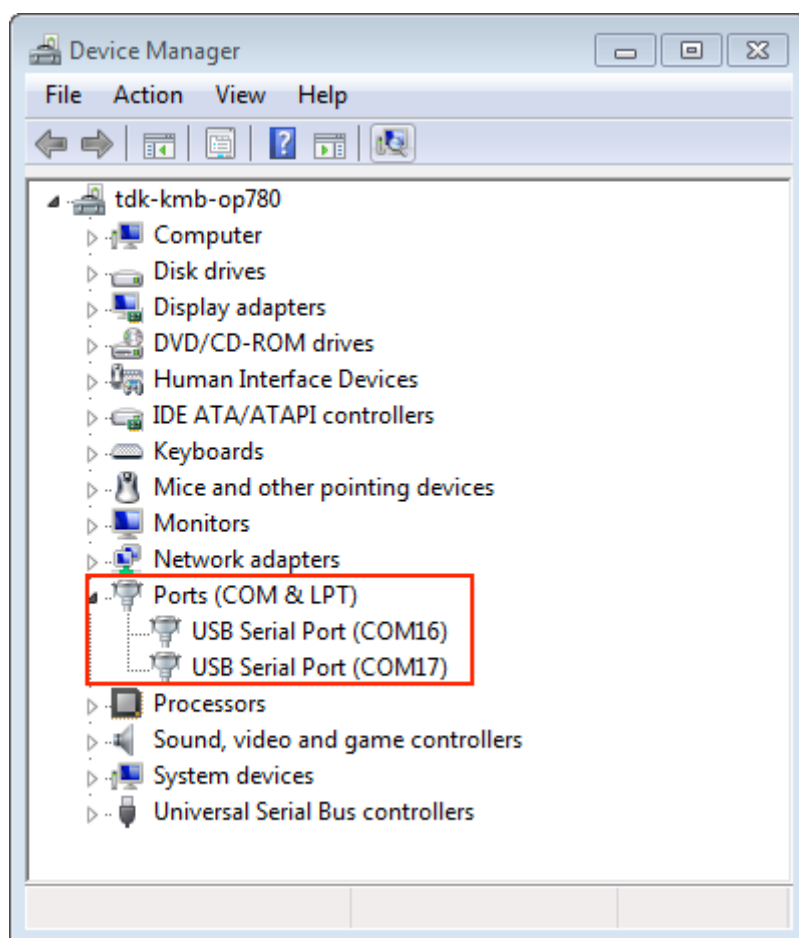 Device Manager
File Action View Help
tdk-kmb-op780
Computer
Disk drives
Display adapters
DVD/CD-ROM drives
Human Interface Devices
IDE ATA/ATAPI controllers
Keyboards
Mice and other pointing devices
Monitors
Network adapters
Ports (COM & LPT)
USB Serial Port (COM16)
USB Serial Port (COM17)
Processors
Sound, video and game controllers
System devices
Universal Serial Bus controllers